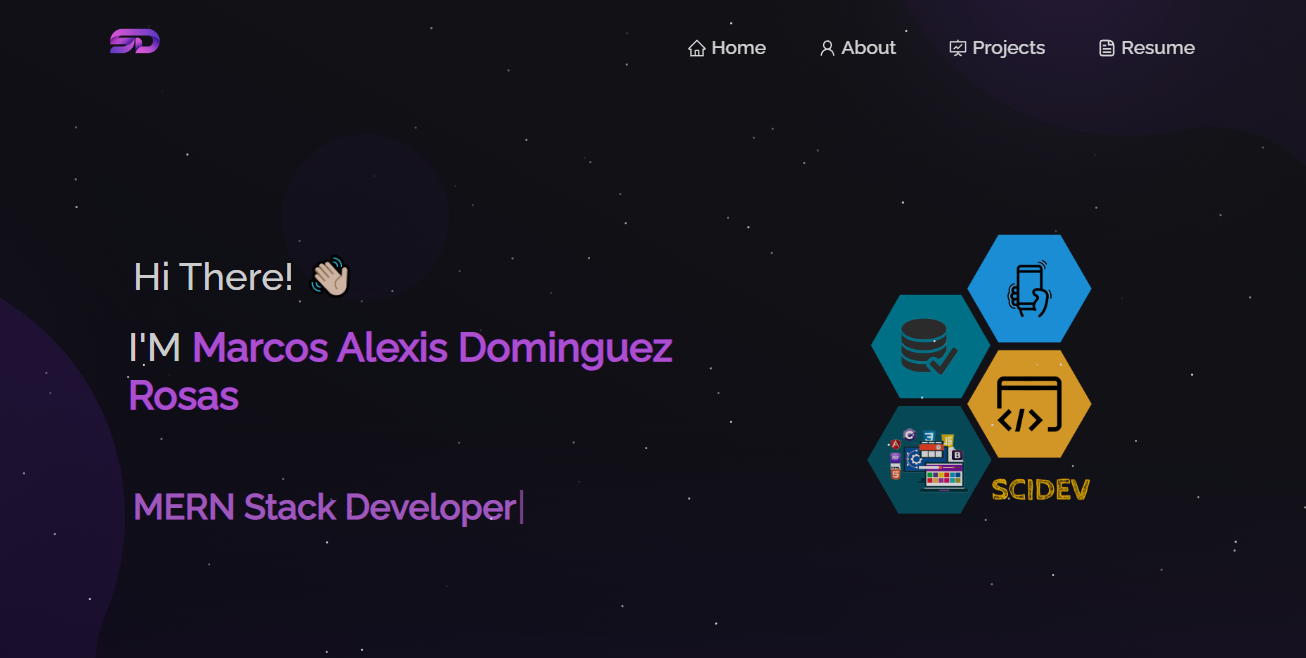 SD
Home About Projects Resume
Hi There! 👋🏼
I'M Marcos Alexis Dominguez
Rosas
MERN Stack Developer|
</>
SCIDEV